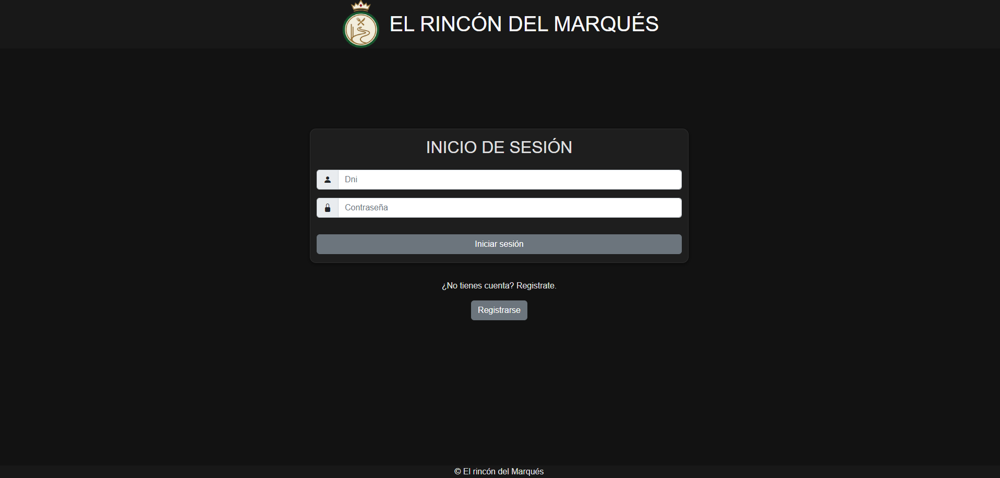 EL RINCÓN DEL MARQUÉS
INICIO DE SESIÓN
Dni
Contraseña
Iniciar sesión
¿No tienes cuenta? Registrate.
Registrarse
© El rincón del Marqués